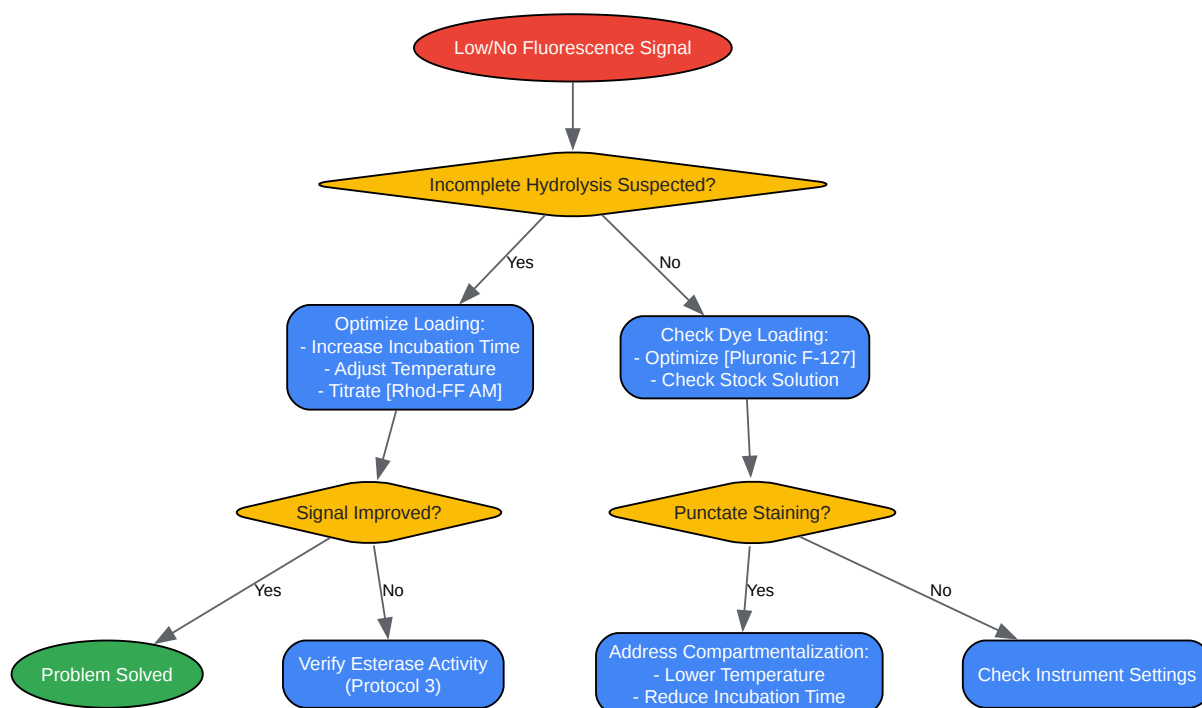 Low/No Fluorescence Signal
Incomplete Hydrolysis Suspected?
Yes
No
Optimize Loading:
- Increase Incubation Time
- Adjust Temperature
- Titrate [Rhod-FF AM]
Check Dye Loading:
- Optimize [Pluronic F-127]
- Check Stock Solution
Signal Improved?
Punctate Staining?
Yes
No
Yes
No
Problem Solved
Verify Esterase Activity
(Protocol 3)
Address Compartmentalization:
- Lower Temperature
- Reduce Incubation Time
Check Instrument Settings